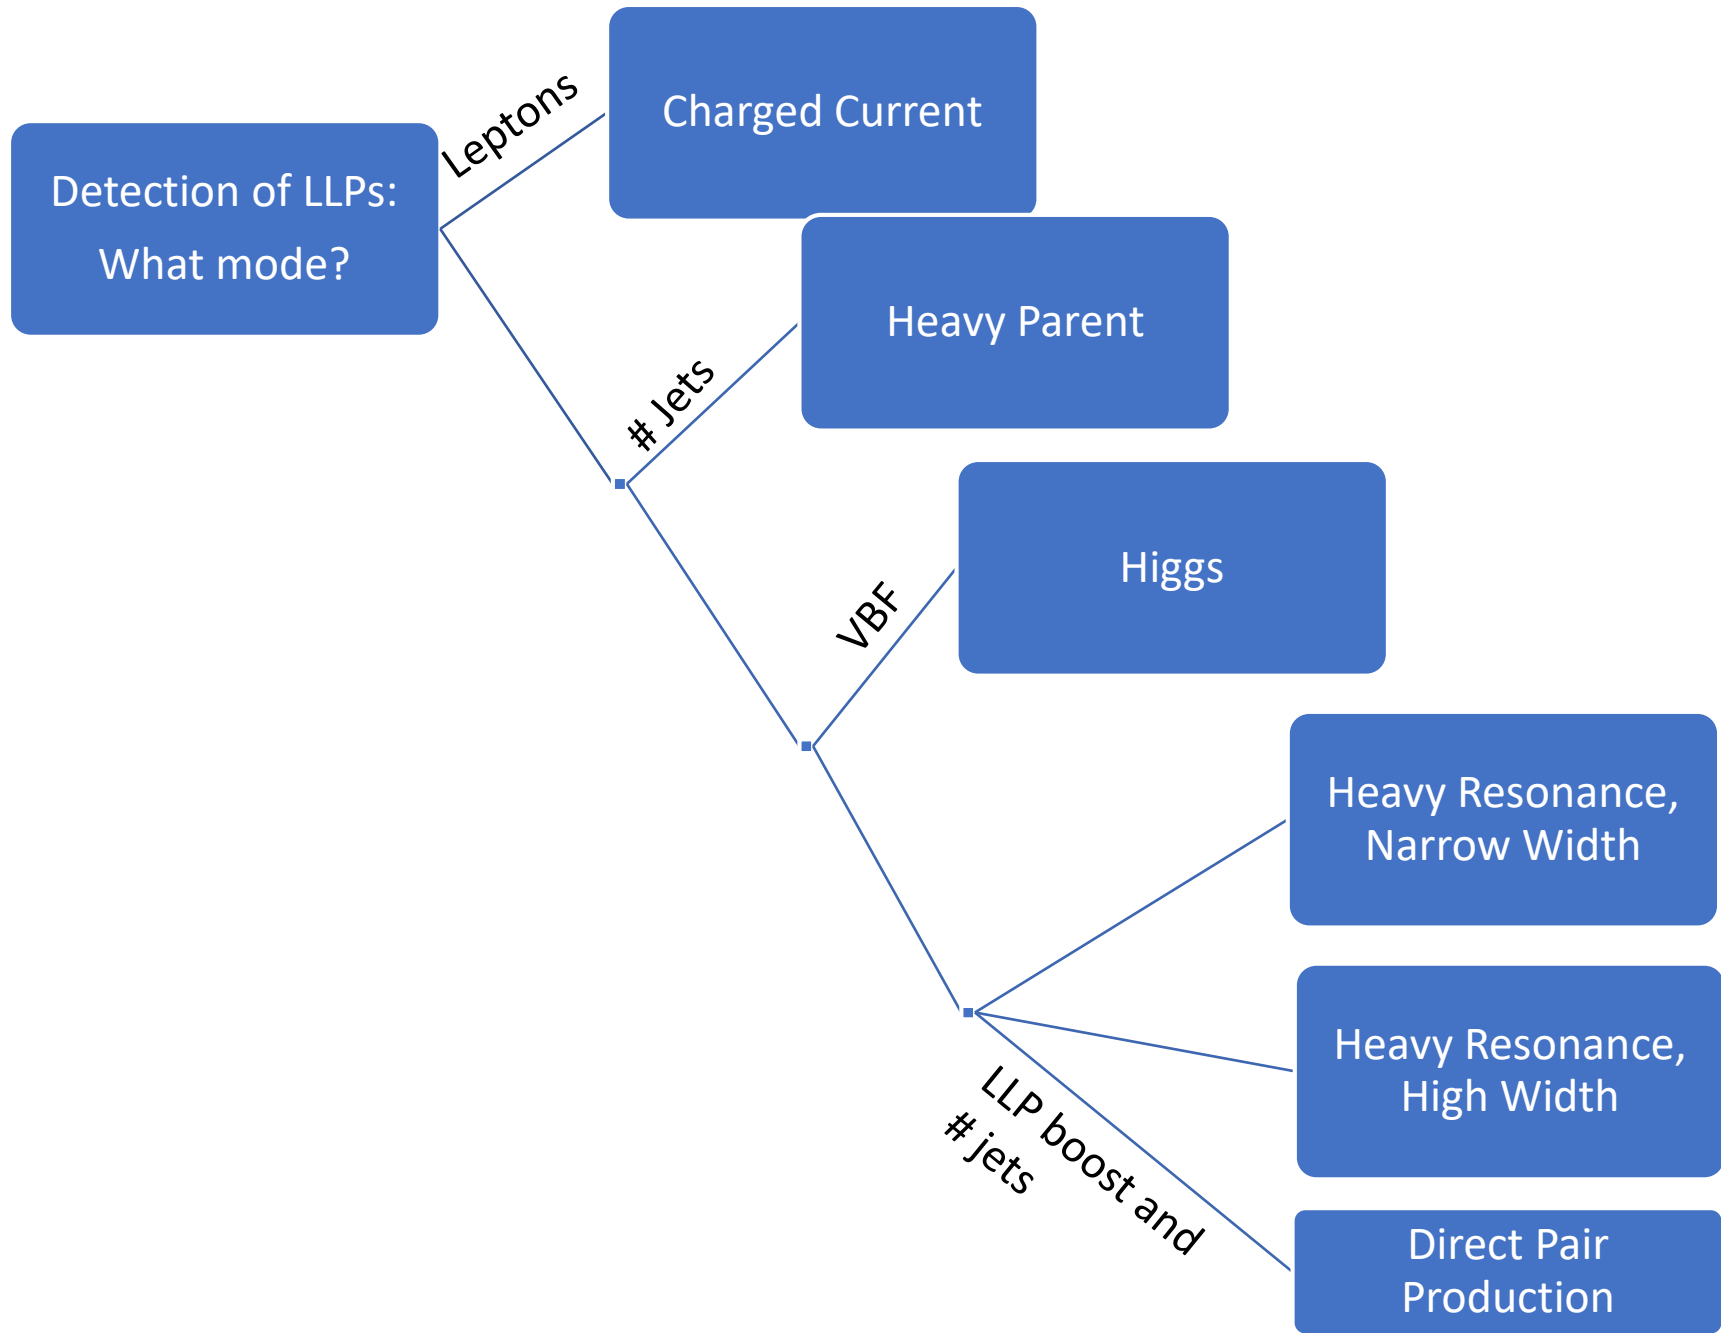 Charged Current
Leptons
Detection of LLPs:
What mode?
Heavy Parent
# Jets
Higgs
VBF
Heavy Resonance,
Narrow Width
Heavy Resonance,
High Width
LLP boost and
# jets
Direct Pair
Production